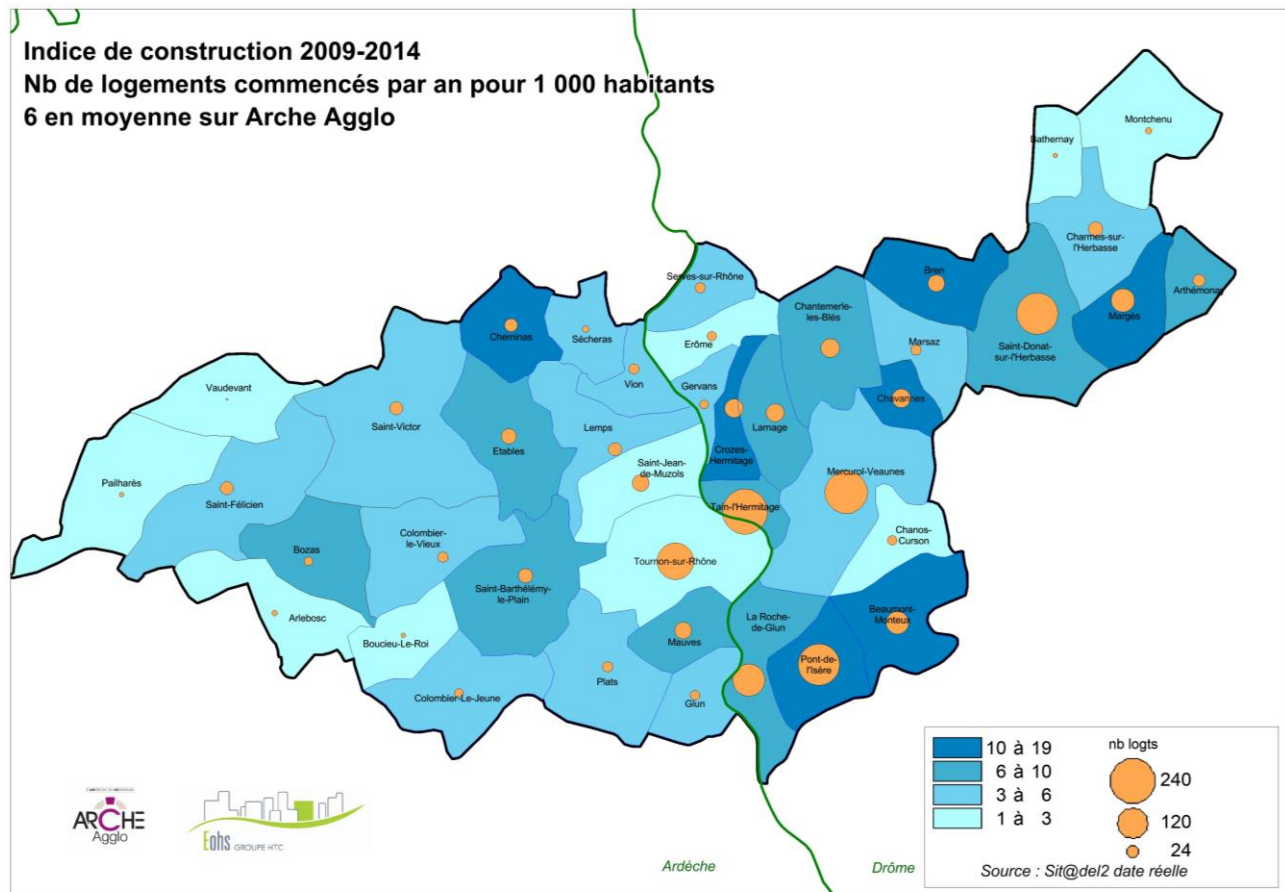 Indice de construction 2009-2014
Nb de logements commencés par an pour 1 000 habitants
6 en moyenne sur Arche Agglo
Montchenu
Bathernay
Charmes-sur-
l'Herbasse
Bren
Arthémonay
Margès
Serves-sur-Rhône
Chantemerle-
les-Blés
Saint-Donat-
sur-l'Herbasse
Cheminas
Sécheras
Erôme
Marsaz
Vion
Gervans
Chavannes
Vaudevant
Saint-Victor
Lemps
Larnage
Etables
Crozes-
Hermitage
Saint-Jean-
de-Muzols
Mercurol-Veaunes
Pailharès
Saint-Félicien
Tain-l'Hermitage
Chanos-
Curson
Colombier-
le-Vieux
Bozas
Tournon-sur-Rhône
Saint-Barthélémy-
le-Plain
Beaumont-
Monteux
La Roche-
de-Glun
Arlebosc
Boucieu-Le-Roi
Mauves
Pont-de-
l'Isère
Plats
Colombier-Le-Jeune
Glun
10 à 19
6 à 10
3 à 6
1 à 3
nb logts
240
120
24
Source : Sit@del2 date réelle
ARCHE
Agglo
Eohs GROUPE HTC
Ardèche
Drôme